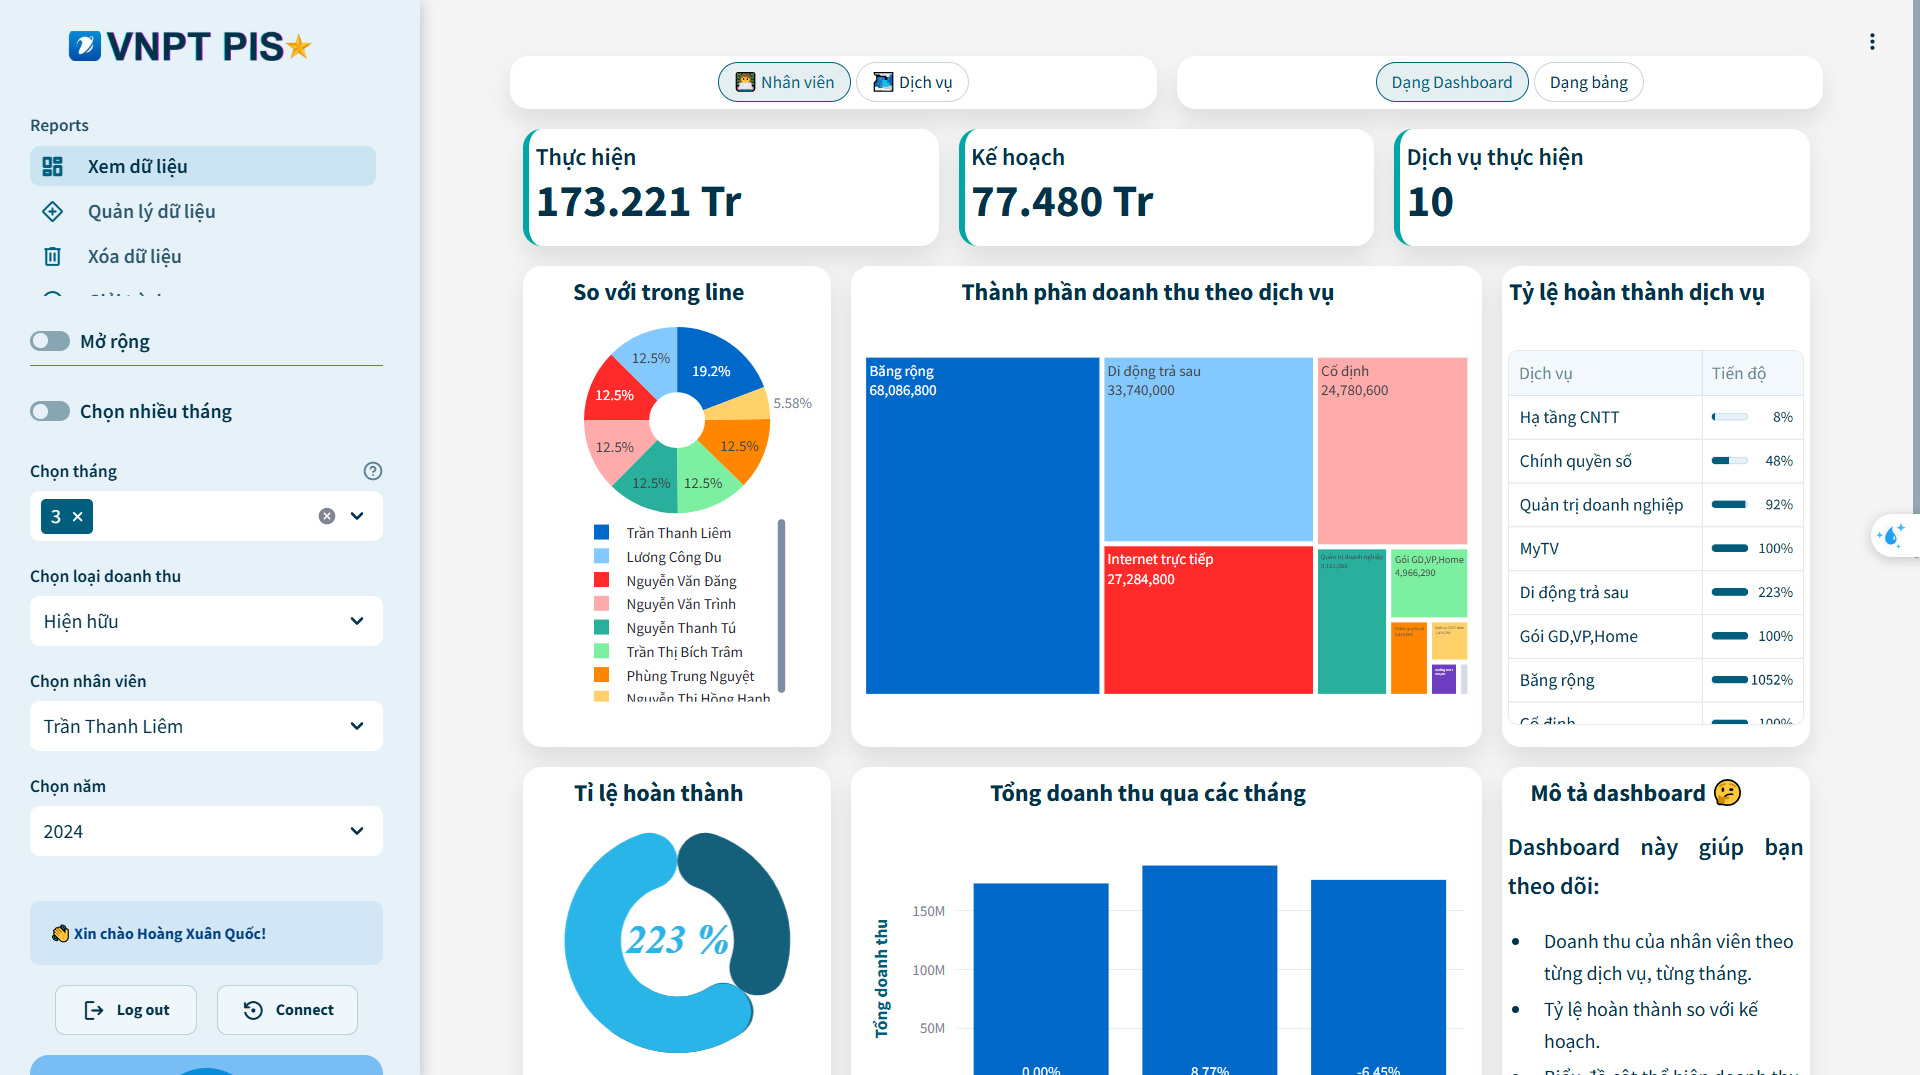 VNPT PIS
Reports
Xem dữ liệu
Quản lý dữ liệu
Xóa dữ liệu
Mở rộng
Chọn nhiều tháng
Chọn tháng
3
Chọn loại doanh thu
Hiện hữu
Chọn nhân viên
Trần Thanh Liêm
Chọn năm
2024
Xin chào Hoàng Xuân Quốc!
Log out
Connect
Nhân viên
Dịch vụ
Dạng Dashboard
Dạng bảng
Thực hiện
173.221 Tr
Kế hoạch
77.480 Tr
Dịch vụ thực hiện
10
So với trong line
12.5%
19.2%
12.5%
5.58%
12.5%
12.5%
12.5%
12.5%
Trần Thanh Liêm
Lương Công Du
Nguyễn Văn Đăng
Nguyễn Văn Trình
Nguyễn Thanh Tú
Trần Thị Bích Trâm
Phùng Trung Nguyệt
Nguyễn Thị Hồng Hạnh
Thành phần doanh thu theo dịch vụ
Băng rộng
68,086,800
Di động trả sau
33,740,000
Cố định
24,780,600
Internet trực tiếp
27,284,800
Quản trị doanh nghiệp
Gói GD,VP,Home
4,966,290
Tỷ lệ hoàn thành dịch vụ
Dịch vụ Tiến độ
Hạ tầng CNTT 8%
Chính quyền số 48%
Quản trị doanh nghiệp 92%
MyTV 100%
Di động trả sau 223%
Gói GD,VP,Home 100%
Băng rộng 1052%
Cố định 100%
Tỉ lệ hoàn thành
223 %
Tổng doanh thu qua các tháng
Tổng doanh thu
150M
100M
50M
0.00%
8.77%
-6.45%
Mô tả dashboard
Dashboard này giúp bạn
theo dõi:
Doanh thu của nhân viên theo
từng dịch vụ, từng tháng.
Tỷ lệ hoàn thành so với kế
hoạch.
Biểu đồ cột thể hiện doanh thu